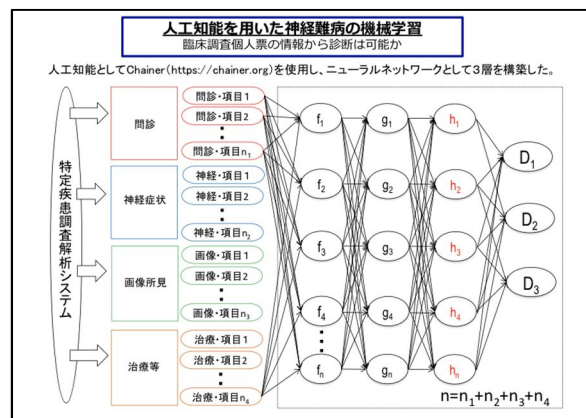 人工知能を用いた神経難病の機械学習
臨床調査個人票の情報から診断は可能か
人工知能としてChainer(https://chainer.org)を使用し、ニューラルネットワークとして3層を構築した。
特定疾患調査解析システム
問診
問診・項目1
問診・項目2
問診・項目n₁
神経症状
神経・項目1
神経・項目2
神経・項目n₂
画像所見
画像・項目1
画像・項目2
画像・項目n₃
治療等
治療・項目1
治療・項目2
治療・項目n₄
f₁ g₁ h₁
f₂ g₂ h₂
f₃ g₃ h₃
f₄ g₄ h₄
fₙ gₙ hₙ
D₁
D₂
D₃
n=n₁+n₂+n₃+n₄